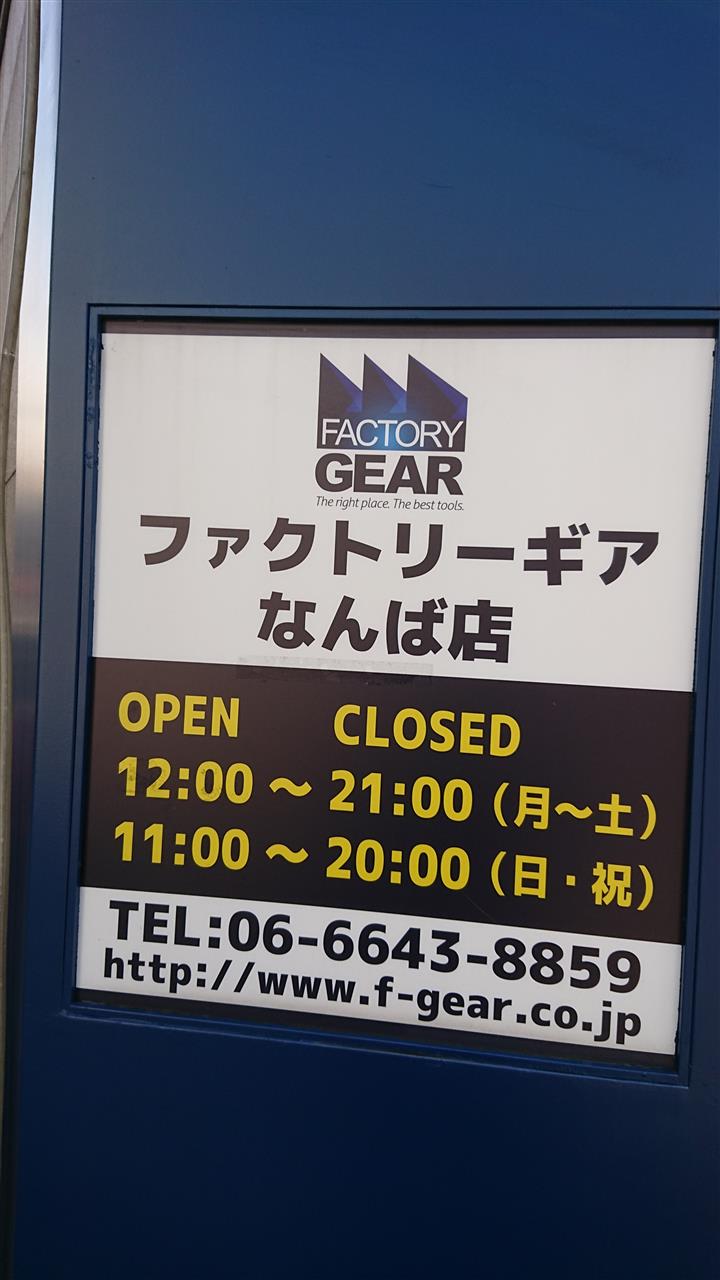 FACTORY
GEAR
The right place. The best tools.
ファクトリーギア
なんば店
OPEN CLOSED
12:00 ～ 21:00（月～土）
11:00 ～ 20:00（日・祝）
TEL:06-6643-8859
http://www.f-gear.co.jp